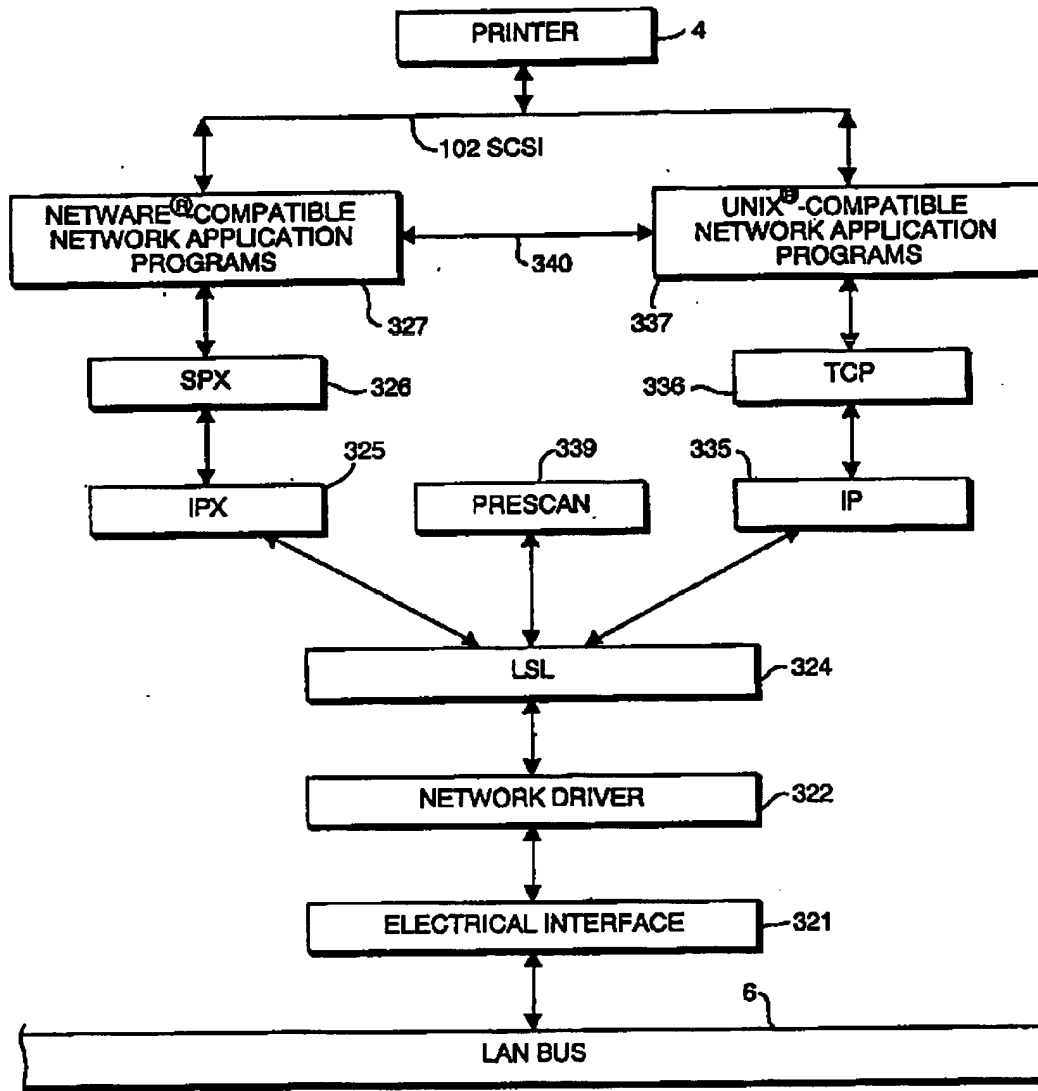 PRINTER
4
102 SCSI
NETWARE®-COMPATIBLE
NETWORK APPLICATION
PROGRAMS
UNIX®-COMPATIBLE
NETWORK APPLICATION
PROGRAMS
340
327
337
SPX
326
TCP
336
325
339
335
IPX
PRESCAN
IP
LSL
324
NETWORK DRIVER
322
ELECTRICAL INTERFACE
321
6
LAN BUS